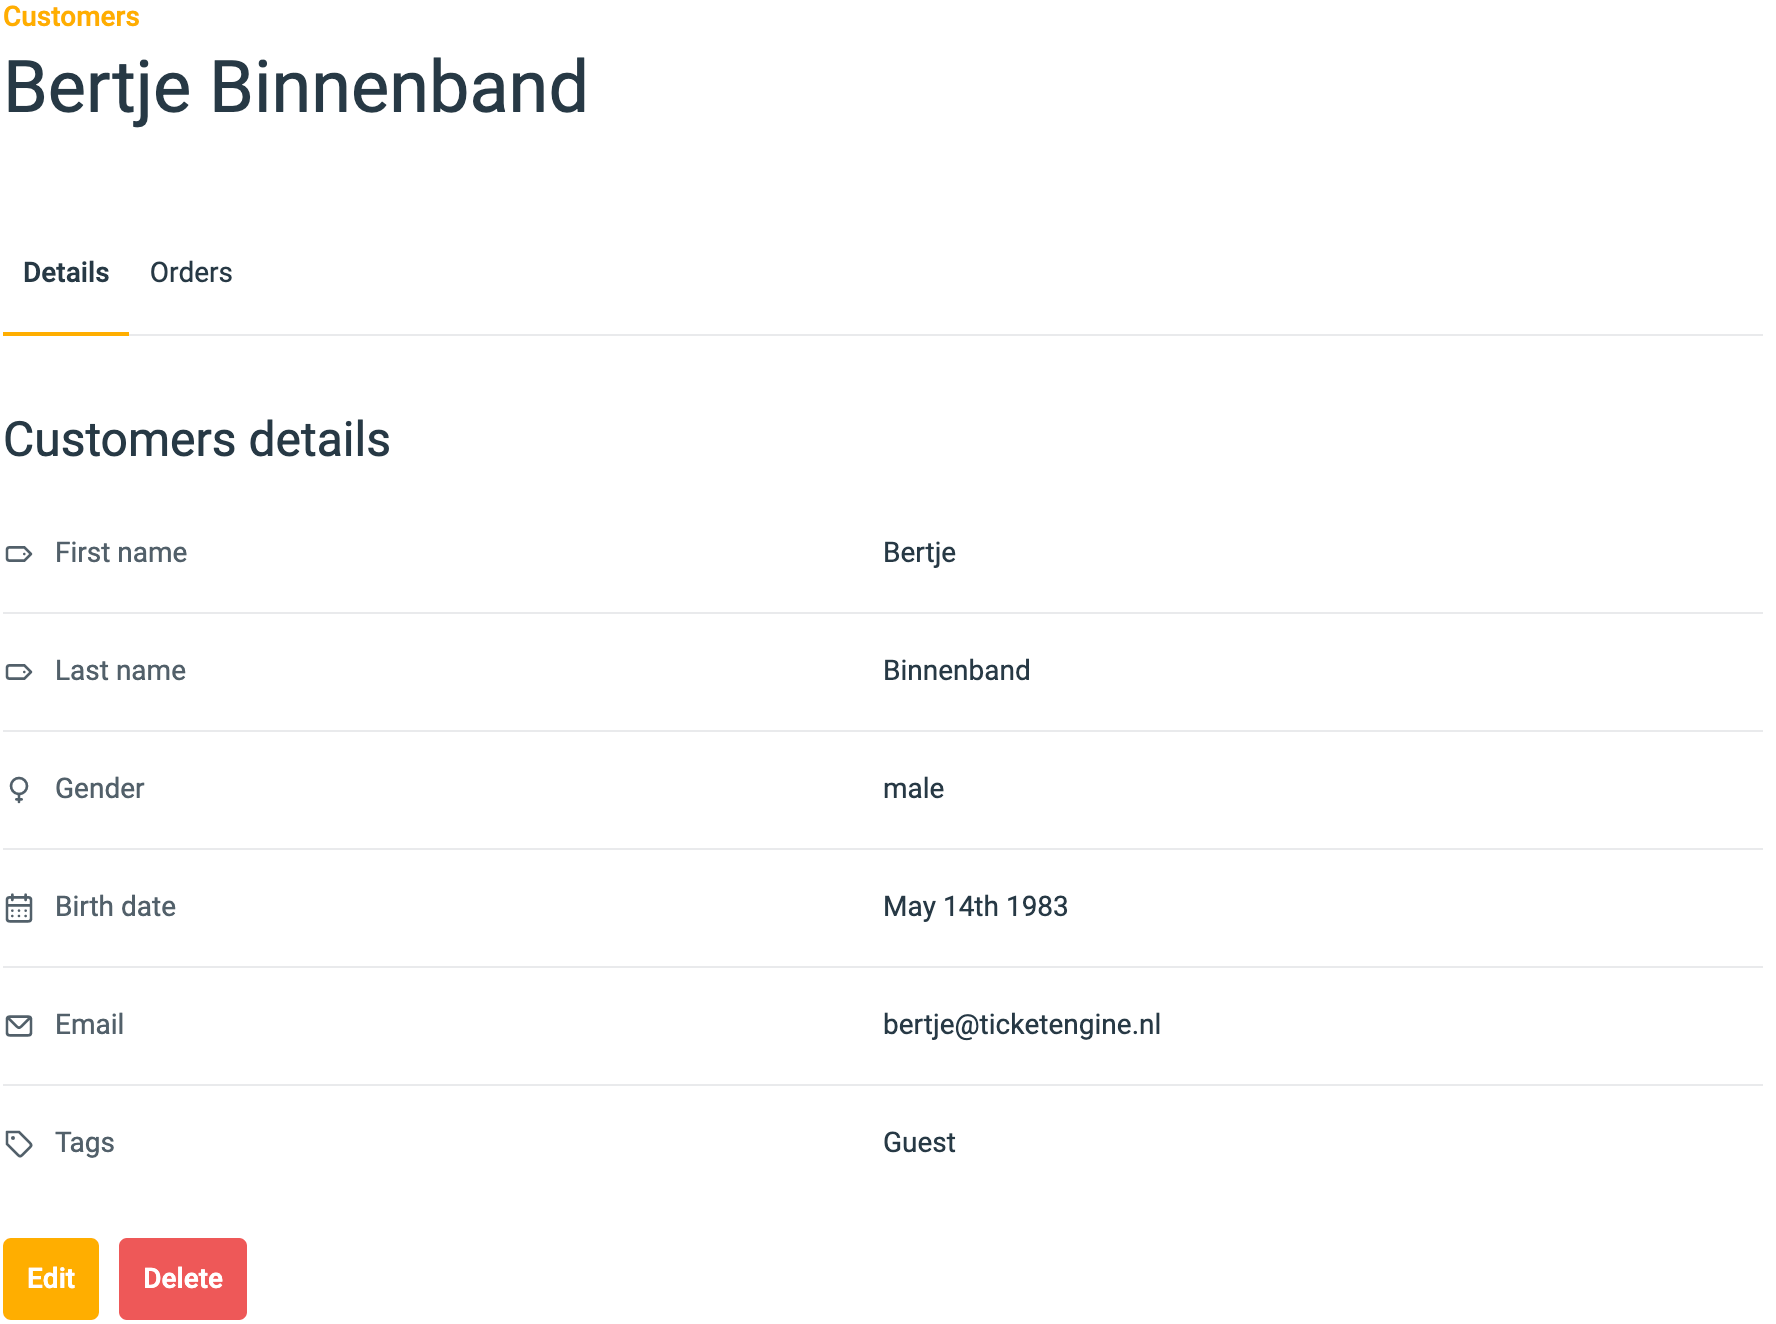 Customers
Bertje Binnenband
Details Orders
Customers details
First name Bertje
Last name Binnenband
Gender male
Birth date May 14th 1983
Email bertje@ticketengine.nl
Tags Guest
Edit Delete